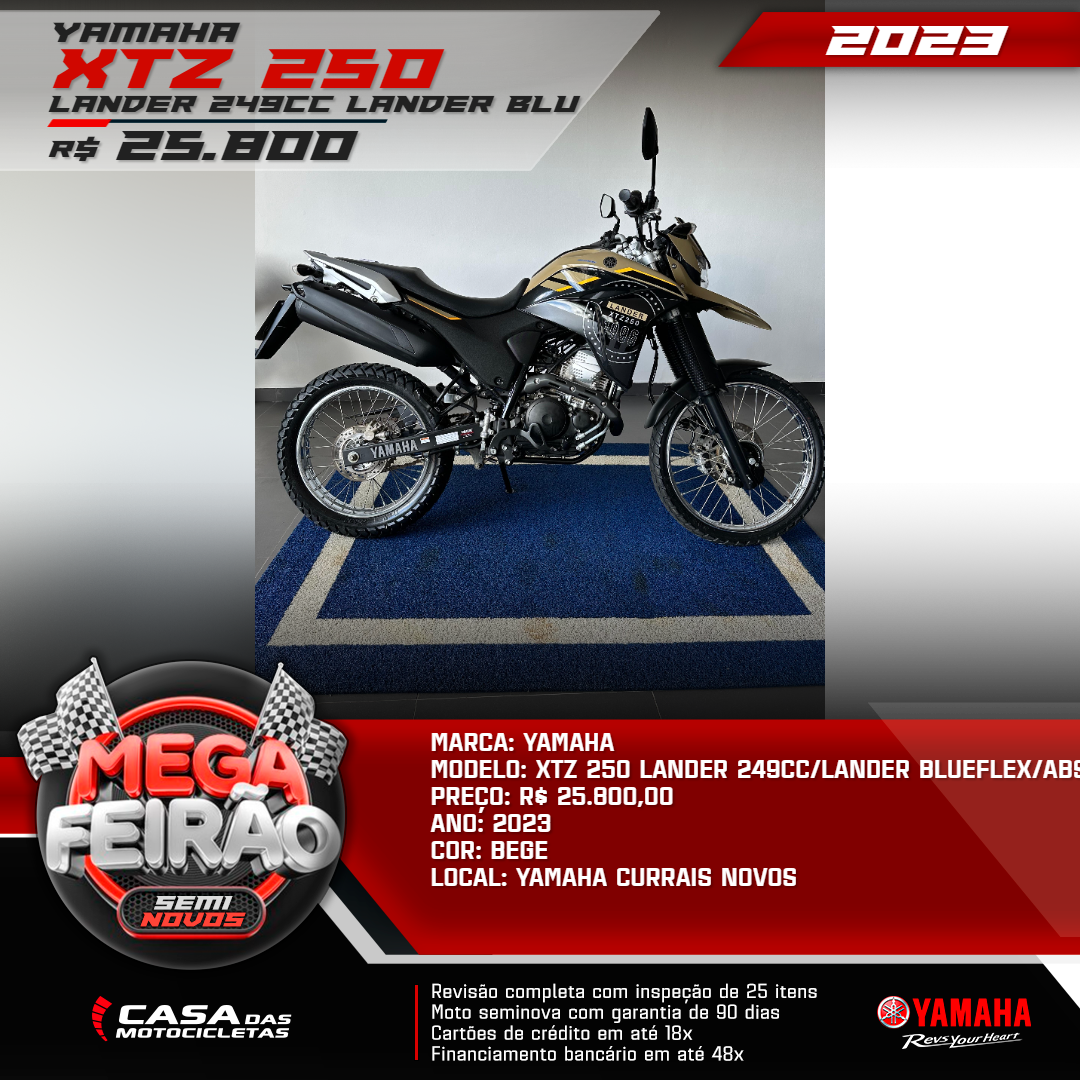 YAMAHA
XTZ 250
LANDER 249CC LANDER BLU
R$ 25.800
2023
LANDER
XTZ250
YAMAHA
MEGA
FEIRÃO
SEMI
NOVOS
MARCA: YAMAHA
MODELO: XTZ 250 LANDER 249CC/LANDER BLUEFLEX/ABS
PREÇO: R$ 25.800,00
ANO: 2023
COR: BEGE
LOCAL: YAMAHA CURRAIS NOVOS
CASA DAS
MOTOCICLETAS
Revisão completa com inspeção de 25 itens
Moto seminova com garantia de 90 dias
Cartões de crédito em até 18x
Financiamento bancário em até 48x
YAMAHA
Revs Your Heart